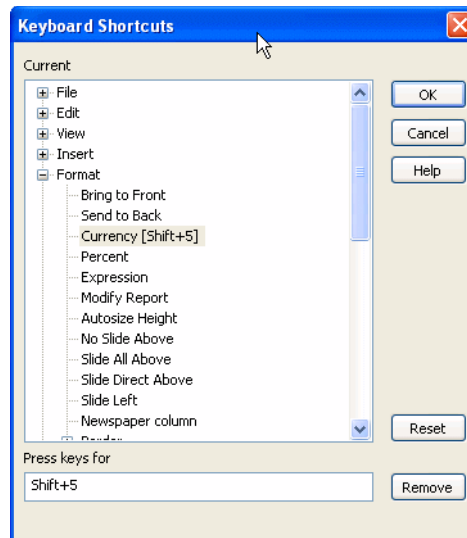 Keyboard Shortcuts
Current
File
Edit
View
Insert
Format
Bring to Front
Send to Back
Currency [Shift+5]
Percent
Expression
Modify Report
Autosize Height
No Slide Above
Slide All Above
Slide Direct Above
Slide Left
Newspaper column
Border
OK
Cancel
Help
Reset
Press keys for
Shift+5
Remove